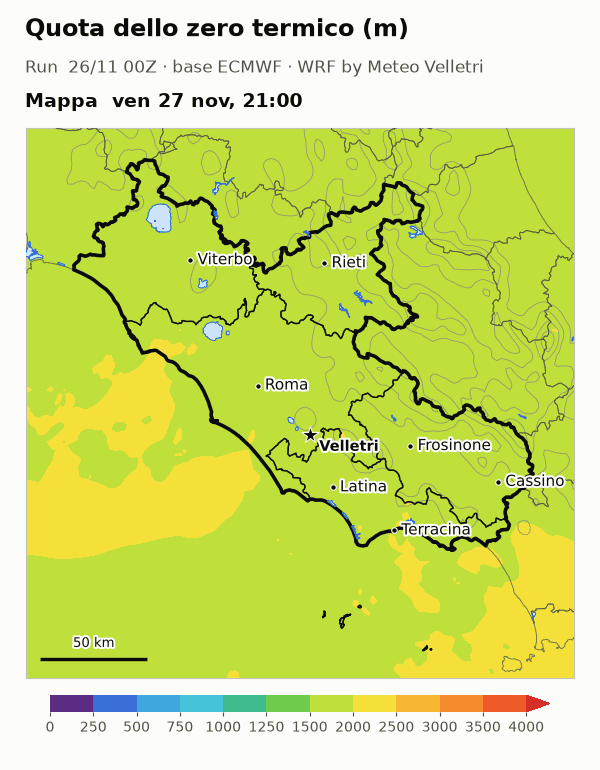 Quota dello zero termico (m)
Run  26/11 00Z · base ECMWF · WRF by Meteo Velletri
Mappa  ven 27 nov, 21:00
Viterbo
Rieti
Roma
Velletri
Frosinone
Latina
Cassino
Terracina
50 km
0 250 500 750 1000 1250 1500 2000 2500 3000 3500 4000